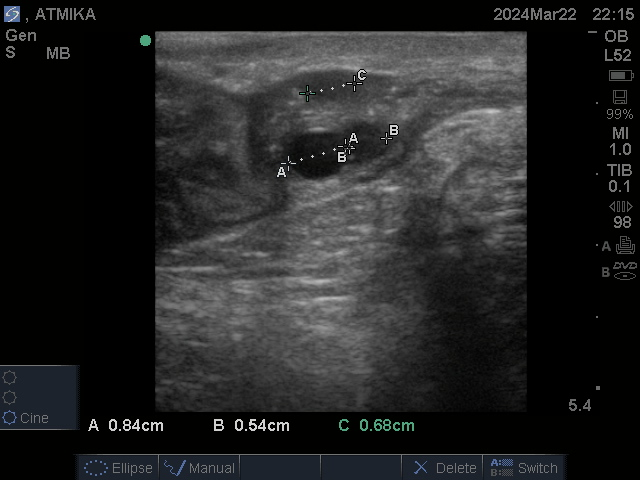 , ATMIKA
2024Mar22 22:15
Gen
S MB
OB
L52
99%
MI
1.0
TIB
0.1
98
A
B DVD
C
A
B
B
A
5.4
Cine
A 0.84cm B 0.54cm C 0.68cm
Ellipse Manual Delete A: B: Switch